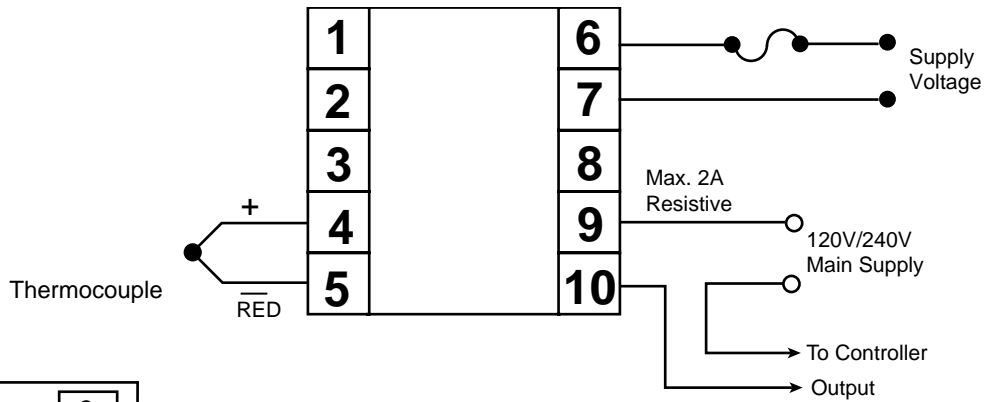 1
6
2
7
3
8
4
9
5
10
Supply
Voltage
Max. 2A
Resistive
120V/240V
Main Supply
+
Thermocouple
—
RED
To Controller
Output